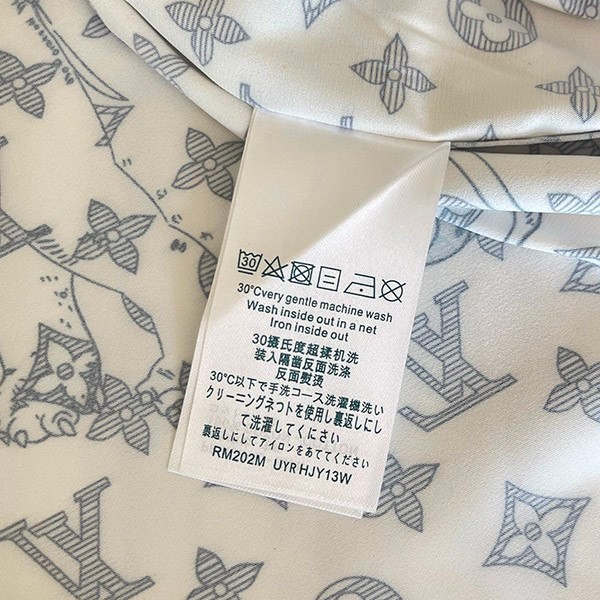 30
30°Cvery gentle machine wash
Wash inside out in a net
Iron inside out
30摄氏度超揉机洗
装入隔凿反面洗涤
反面熨烫
30°C以下で手洗コース洗濯機洗い
クリーニングネットを使用し裏返しにし
て洗濯してください
裏返しにしてアイロンをあててください
RM202M UYR HJY13W